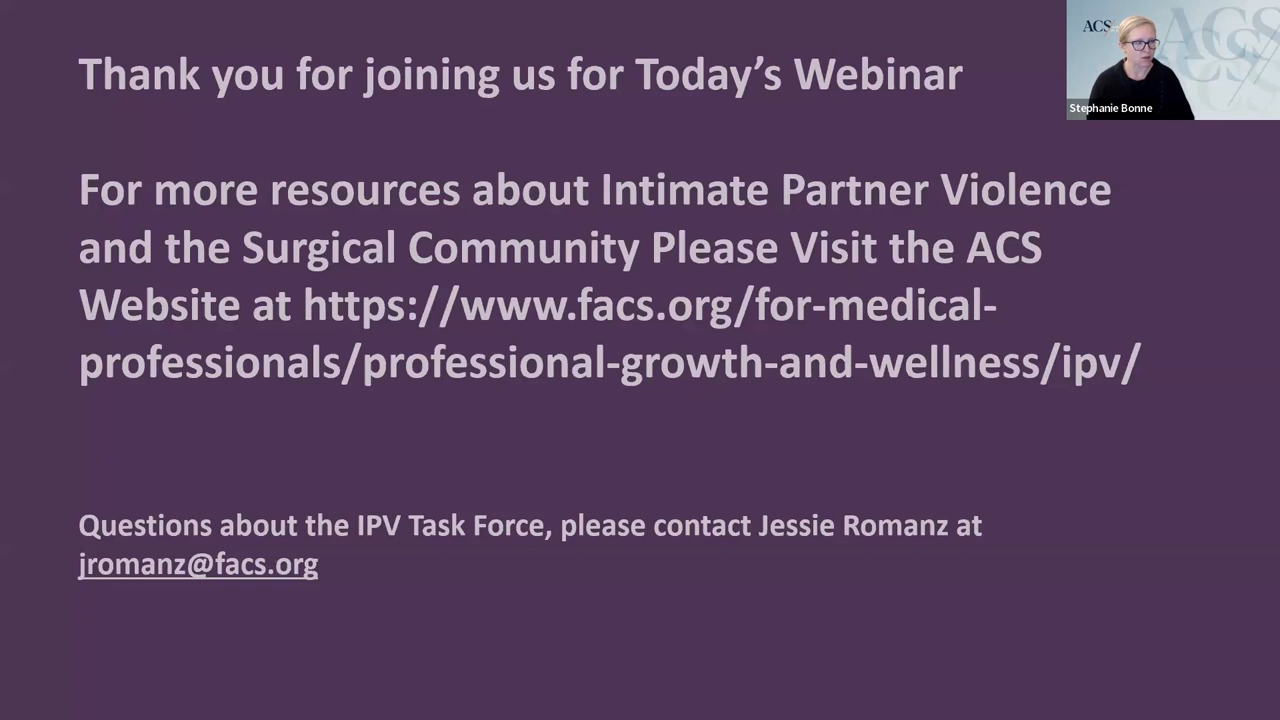 Thank you for joining us for Today’s Webinar
For more resources about Intimate Partner Violence
and the Surgical Community Please Visit the ACS
Website at https://www.facs.org/for-medical-
professionals/professional-growth-and-wellness/ipv/
Questions about the IPV Task Force, please contact Jessie Romanz at
jromanz@facs.org
ACS
ACS
Stephanie Bonne